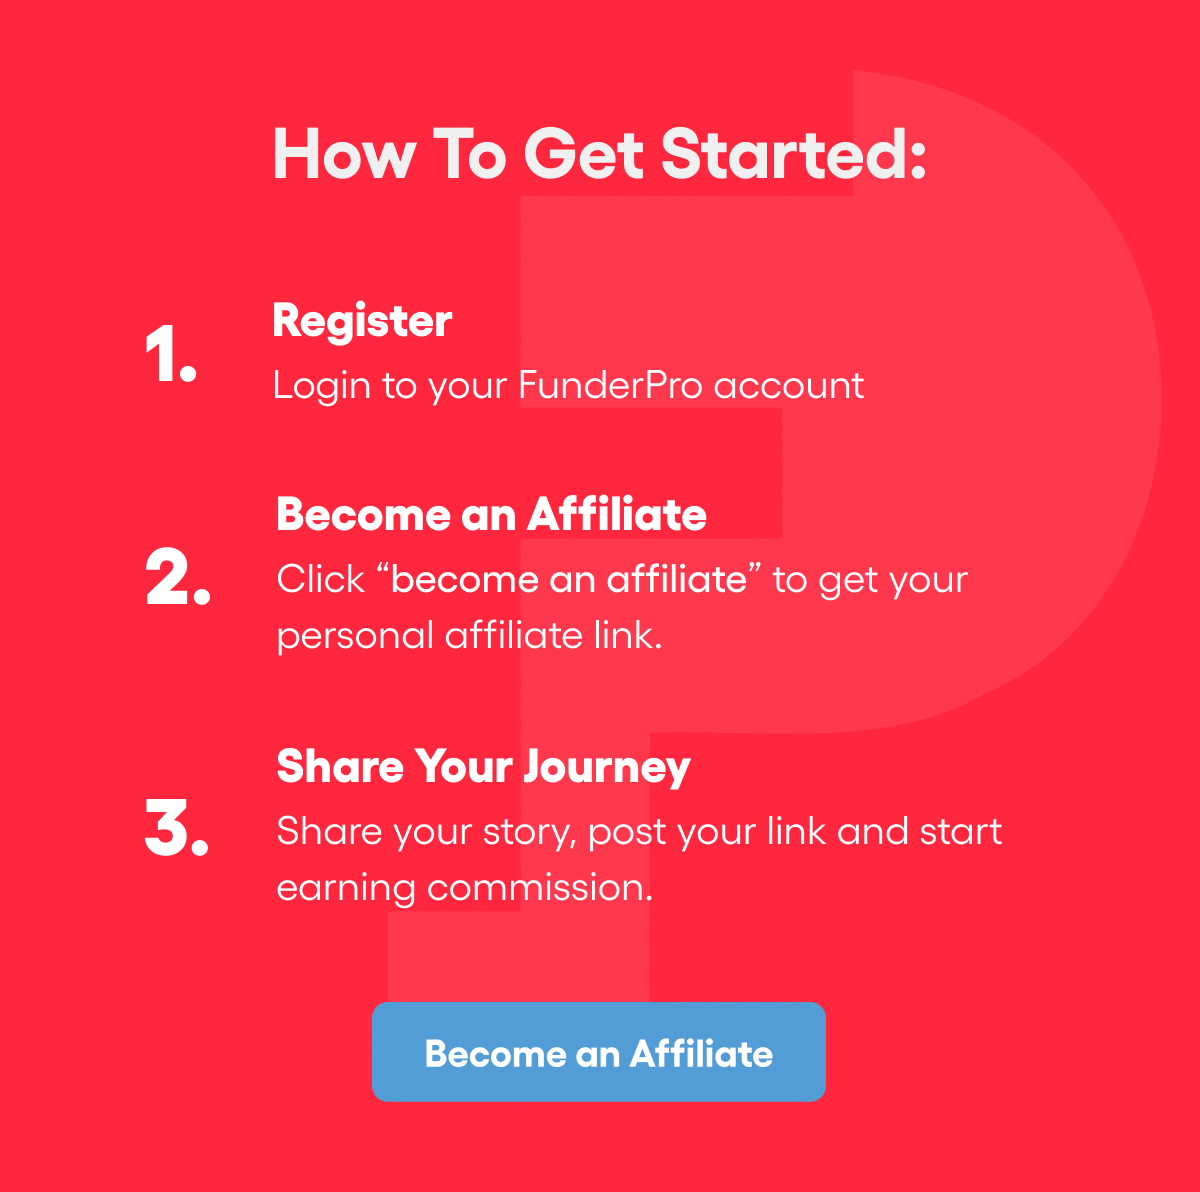 How To Get Started:
1.
Register
Login to your FunderPro account
2.
Become an Affiliate
Click “become an affiliate” to get your
personal affiliate link.
3.
Share Your Journey
Share your story, post your link and start
earning commission.
Become an Affiliate